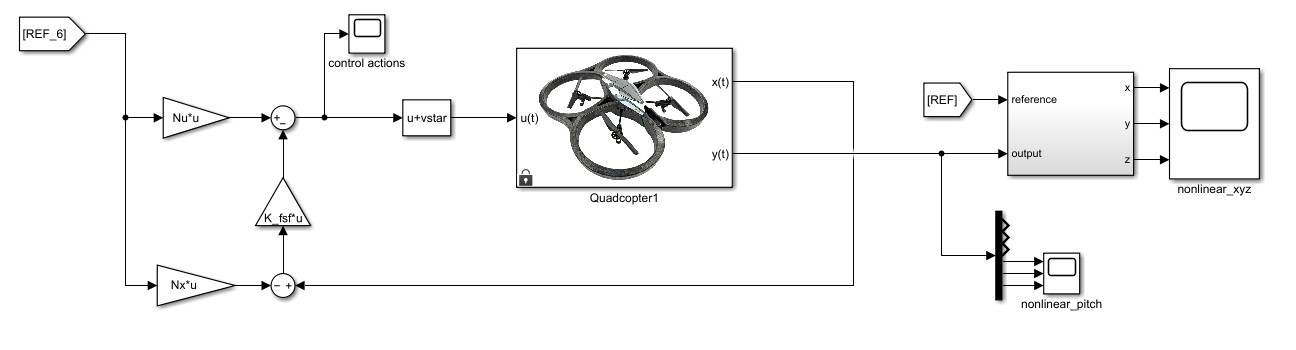 [REF_6]
control actions
Nu*u
+
−
u+vstar
u(t)
x(t)
y(t)
Quadcopter1
[REF]
reference
output
x
y
z
nonlinear_xyz
K_fsf*u
Nx*u
− +
nonlinear_pitch